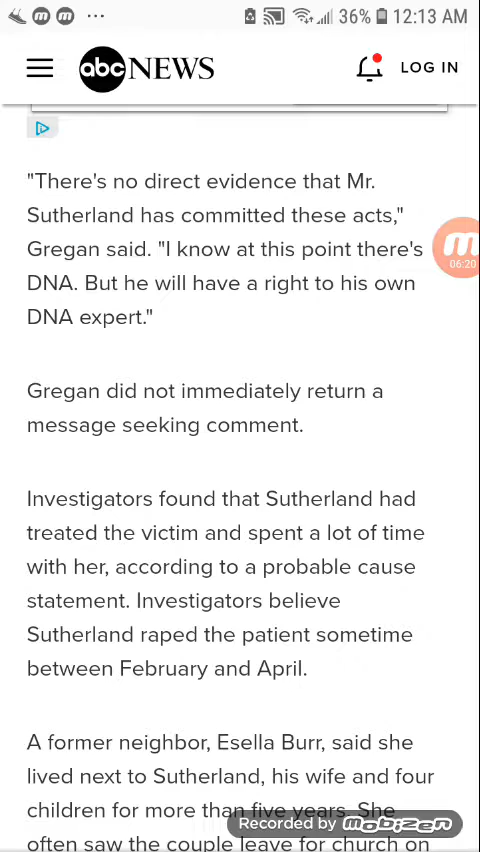 36% 12:13 AM
abc NEWS LOG IN
"There's no direct evidence that Mr.
Sutherland has committed these acts,"
Gregan said. "I know at this point there's
DNA. But he will have a right to his own
DNA expert."
06:20
Gregan did not immediately return a
message seeking comment.
Investigators found that Sutherland had
treated the victim and spent a lot of time
with her, according to a probable cause
statement. Investigators believe
Sutherland raped the patient sometime
between February and April.
A former neighbor, Esella Burr, said she
lived next to Sutherland, his wife and four
children for more than five years. She
often saw the couple leave for church on
Recorded by mobizen